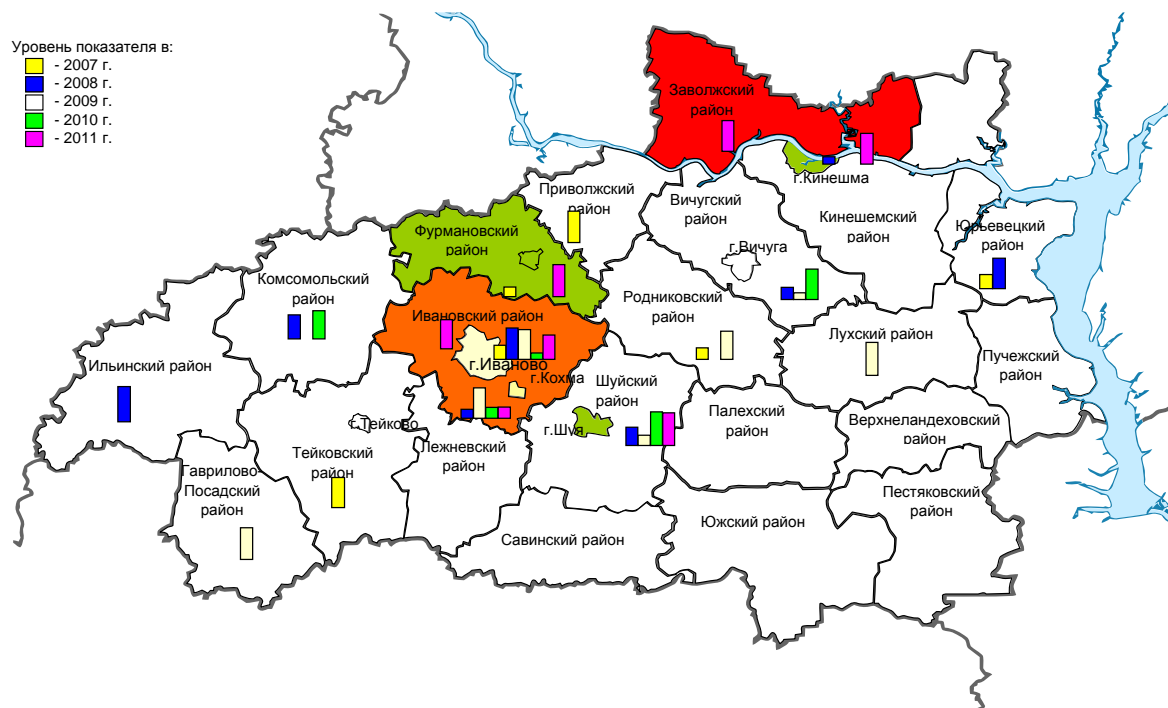 Уровень показателя в:
- 2007 г.
- 2008 г.
- 2009 г.
- 2010 г.
- 2011 г.
Заволжский
район
г.Кинешма
Приволжский
район
Вичугский
район
Кинешемский
район
Юрьевецкий
район
Фурмановский
район
г.Вичуга
Комсомольский
район
Родниковский
район
Ивановский район
Лухский район
Ильинский район
г.Иваново
г.Кохма
Шуйский
район
Пучежский
район
г.Тейково
г.Шуя
Палехский
район
Верхнеландеховский
район
Тейковский
район
Лежневский
район
Гаврилово-
Посадский
район
Пестяковский
район
Южский район
Савинский район